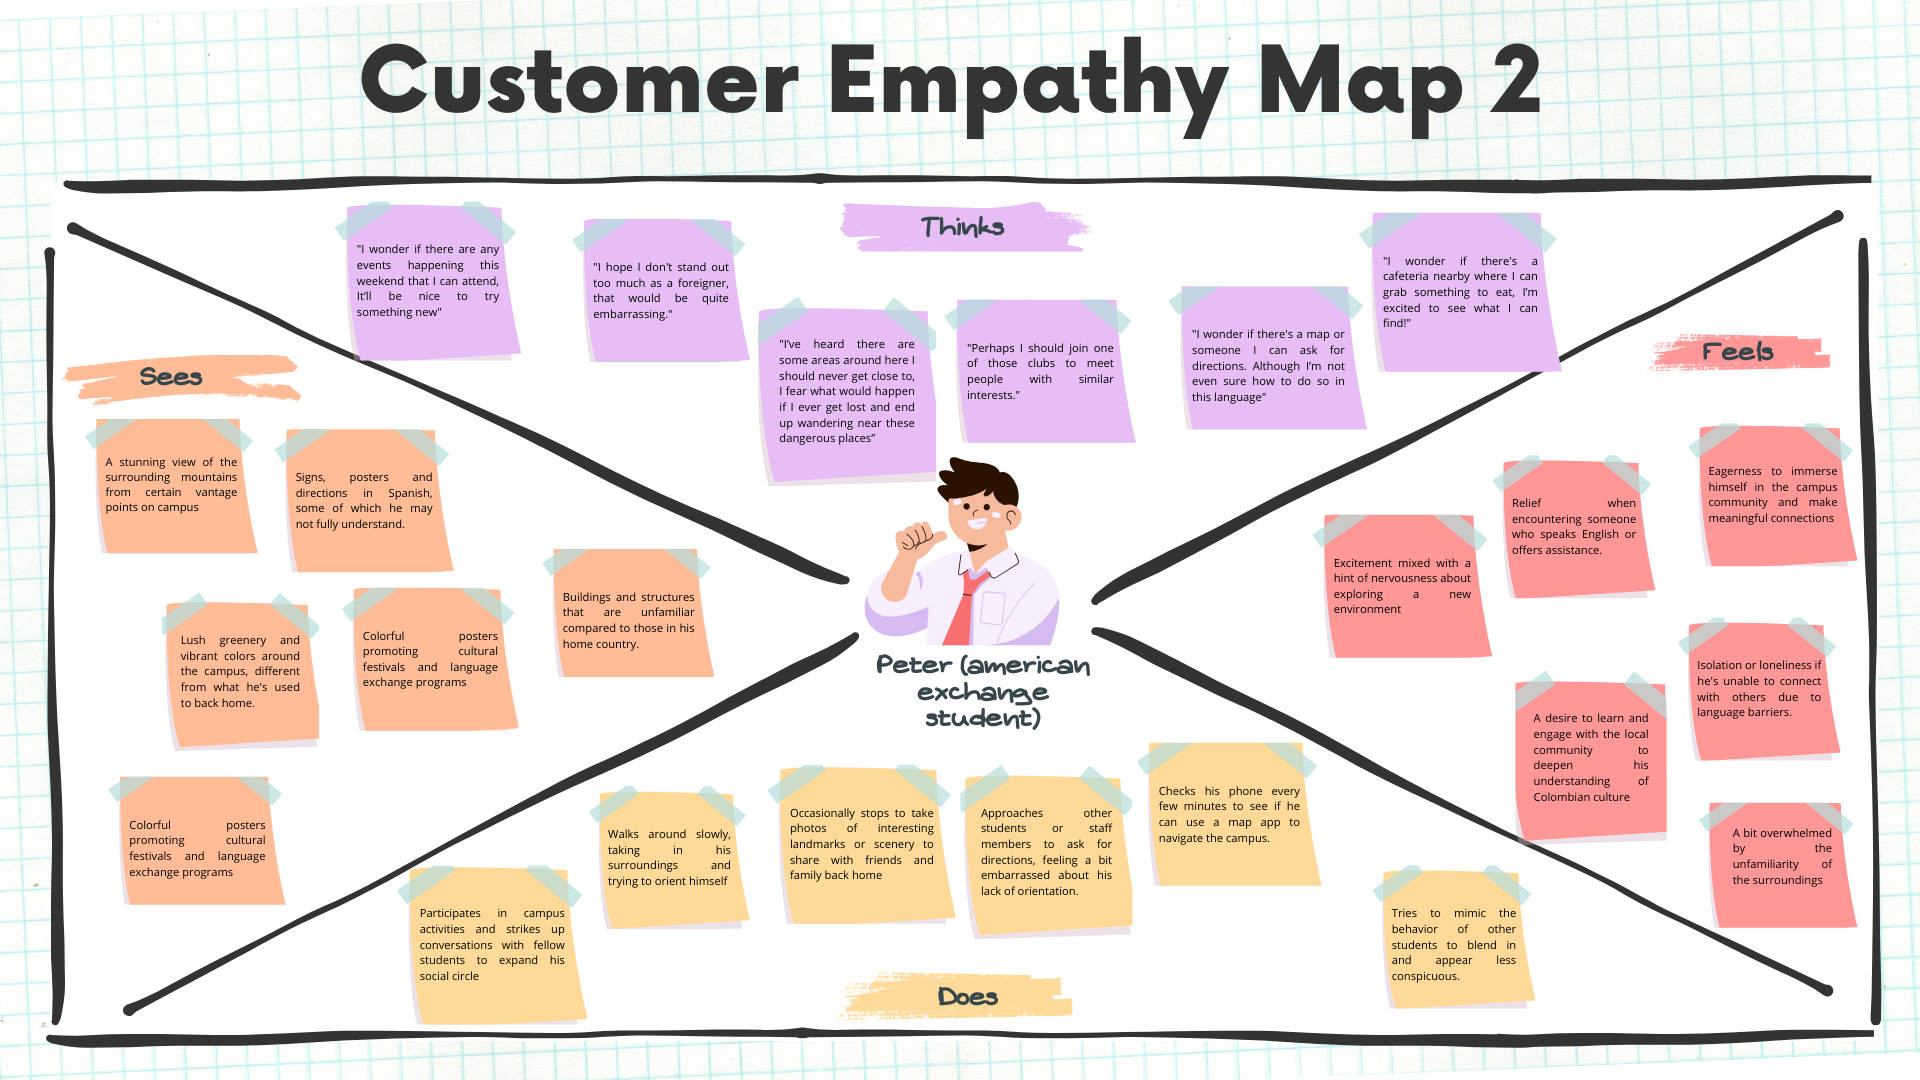 Customer Empathy Map 2
Thinks
"I wonder if there are any
events happening this
weekend that I can attend,
It'll be nice to try
something new"
"I hope I don't stand out
too much as a foreigner,
that would be quite
embarrassing."
"I've heard there are
some areas around here I
should never get close to,
I fear what would happen
if I ever get lost and end
up wandering near these
dangerous places”
"Perhaps I should join one
of those clubs to meet
people with similar
interests."
"I wonder if there's a map or
someone I can ask for
directions. Although I'm not
even sure how to do so in
this language"
"I wonder if there's a
cafeteria nearby where I can
grab something to eat, I'm
excited to see what I can
find!"
Sees
A stunning view of the
surrounding mountains
from certain vantage
points on campus
Signs, posters and
directions in Spanish,
some of which he may
not fully understand.
Buildings and structures
that are unfamiliar
compared to those in his
home country.
Lush greenery and
vibrant colors around
the campus, different
from what he's used
to back home.
Colorful posters
promoting cultural
festivals and language
exchange programs
Colorful posters
promoting cultural
festivals and language
exchange programs
Peter (american
exchange
student)
Feels
Eagerness to immerse
himself in the campus
community and make
meaningful connections
Relief when
encountering someone
who speaks English or
offers assistance.
Excitement mixed with a
hint of nervousness about
exploring a new
environment
Isolation or loneliness if
he's unable to connect
with others due to
language barriers.
A desire to learn and
engage with the local
community to
deepen his
understanding of
Colombian culture
A bit overwhelmed
by the
unfamiliarity of
the surroundings
Participates in campus
activities and strikes up
conversations with fellow
students to expand his
social circle
Walks around slowly,
taking in his
surroundings and
trying to orient himself
Occasionally stops to take
photos of interesting
landmarks or scenery to
share with friends and
family back home
Approaches other
students or staff
members to ask for
directions, feeling a bit
embarrassed about his
lack of orientation.
Checks his phone every
few minutes to see if he
can use a map app to
navigate the campus.
Tries to mimic the
behavior of other
students to blend in
and appear less
conspicuous.
Does